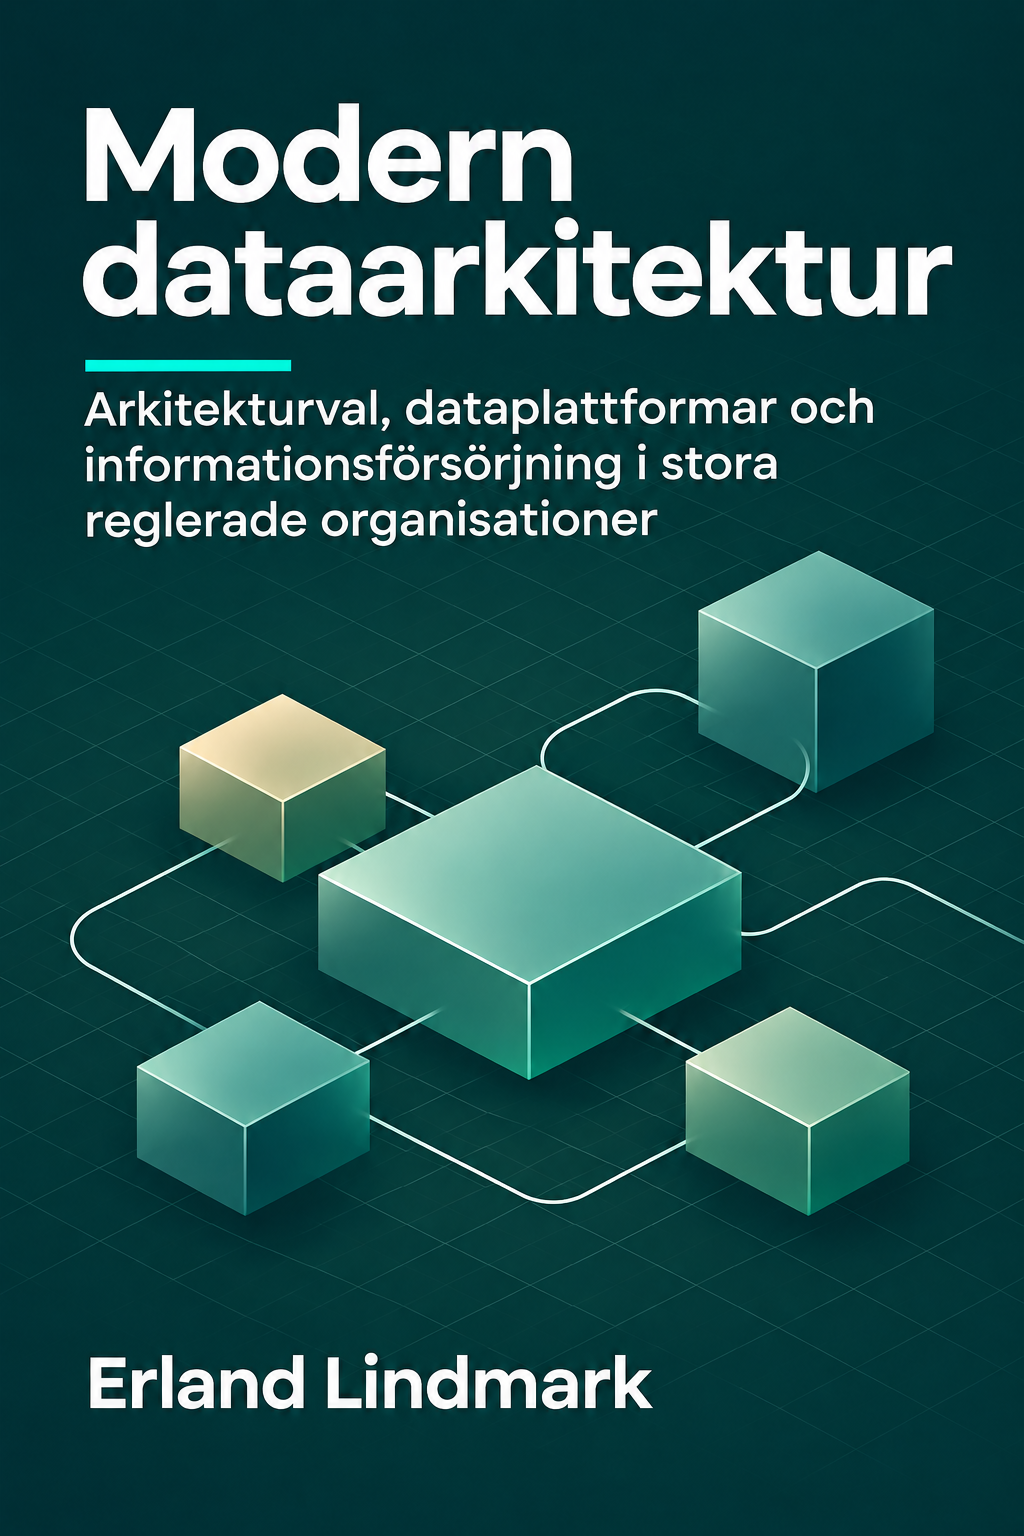 Modern
dataarkitektur
Arkitekturval, dataplattformar och
informationsförsörjning i stora
reglerade organisationer
Erland Lindmark